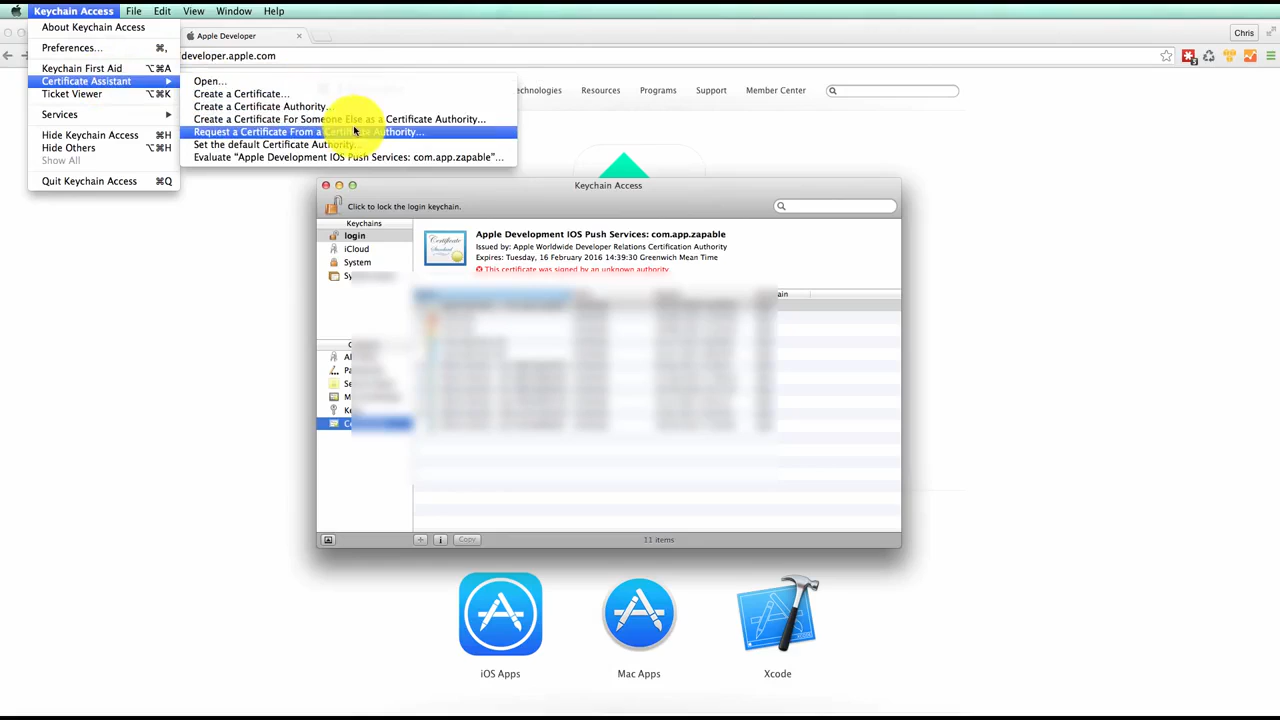 Keychain Access File Edit View Window Help
About Keychain Access
Preferences... ⌘,
Keychain First Aid ⌥⌘A
Certificate Assistant
Ticket Viewer ⌥⌘K
Services
Hide Keychain Access ⌘H
Hide Others ⌥⌘H
Show All
Quit Keychain Access ⌘Q
Open...
Create a Certificate...
Create a Certificate Authority...
Create a Certificate For Someone Else as a Certificate Authority...
Request a Certificate From a Certificate Authority...
Set the default Certificate Authority...
Evaluate “Apple Development IOS Push Services: com.app.zapable”...
Apple Developer
Chris
developer.apple.com
3
Programs Support Member Center
Resources
Keychain Access
Click to lock the login keychain.
Keychains
login
iCloud
System
Apple Development IOS Push Services: com.app.zapable
Issued by: Apple Worldwide Developer Relations Certification Authority
Expires: Tuesday, 16 February 2016 14:39:30 Greenwich Mean Time
This certificate was signed by an unknown authority
Copy
11 items
iOS Apps
Mac Apps
Xcode